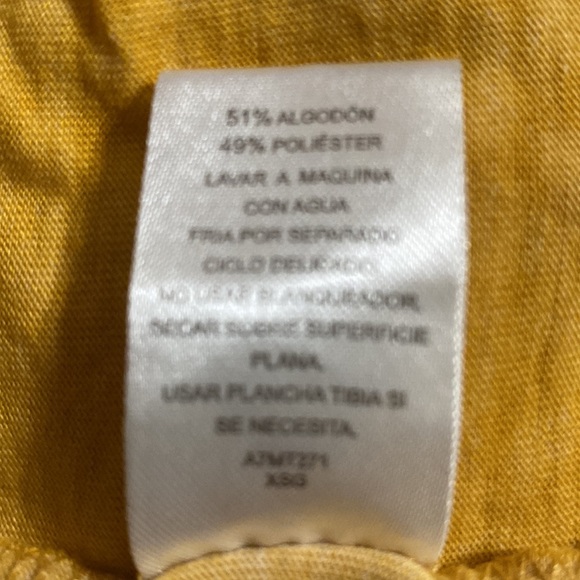 51% ALGODÓN
49% POLIÉSTER
LAVAR A MAQUINA
CON AGUA
FRIA POR SEPARADO
CICLO DELICADO
NO USAR BLANQUEADOR,
SECAR SOBRE SUPERFICIE
PLANA,
USAR PLANCHA TIBIA SI
SE NECESITA,
A7MT271
XSG